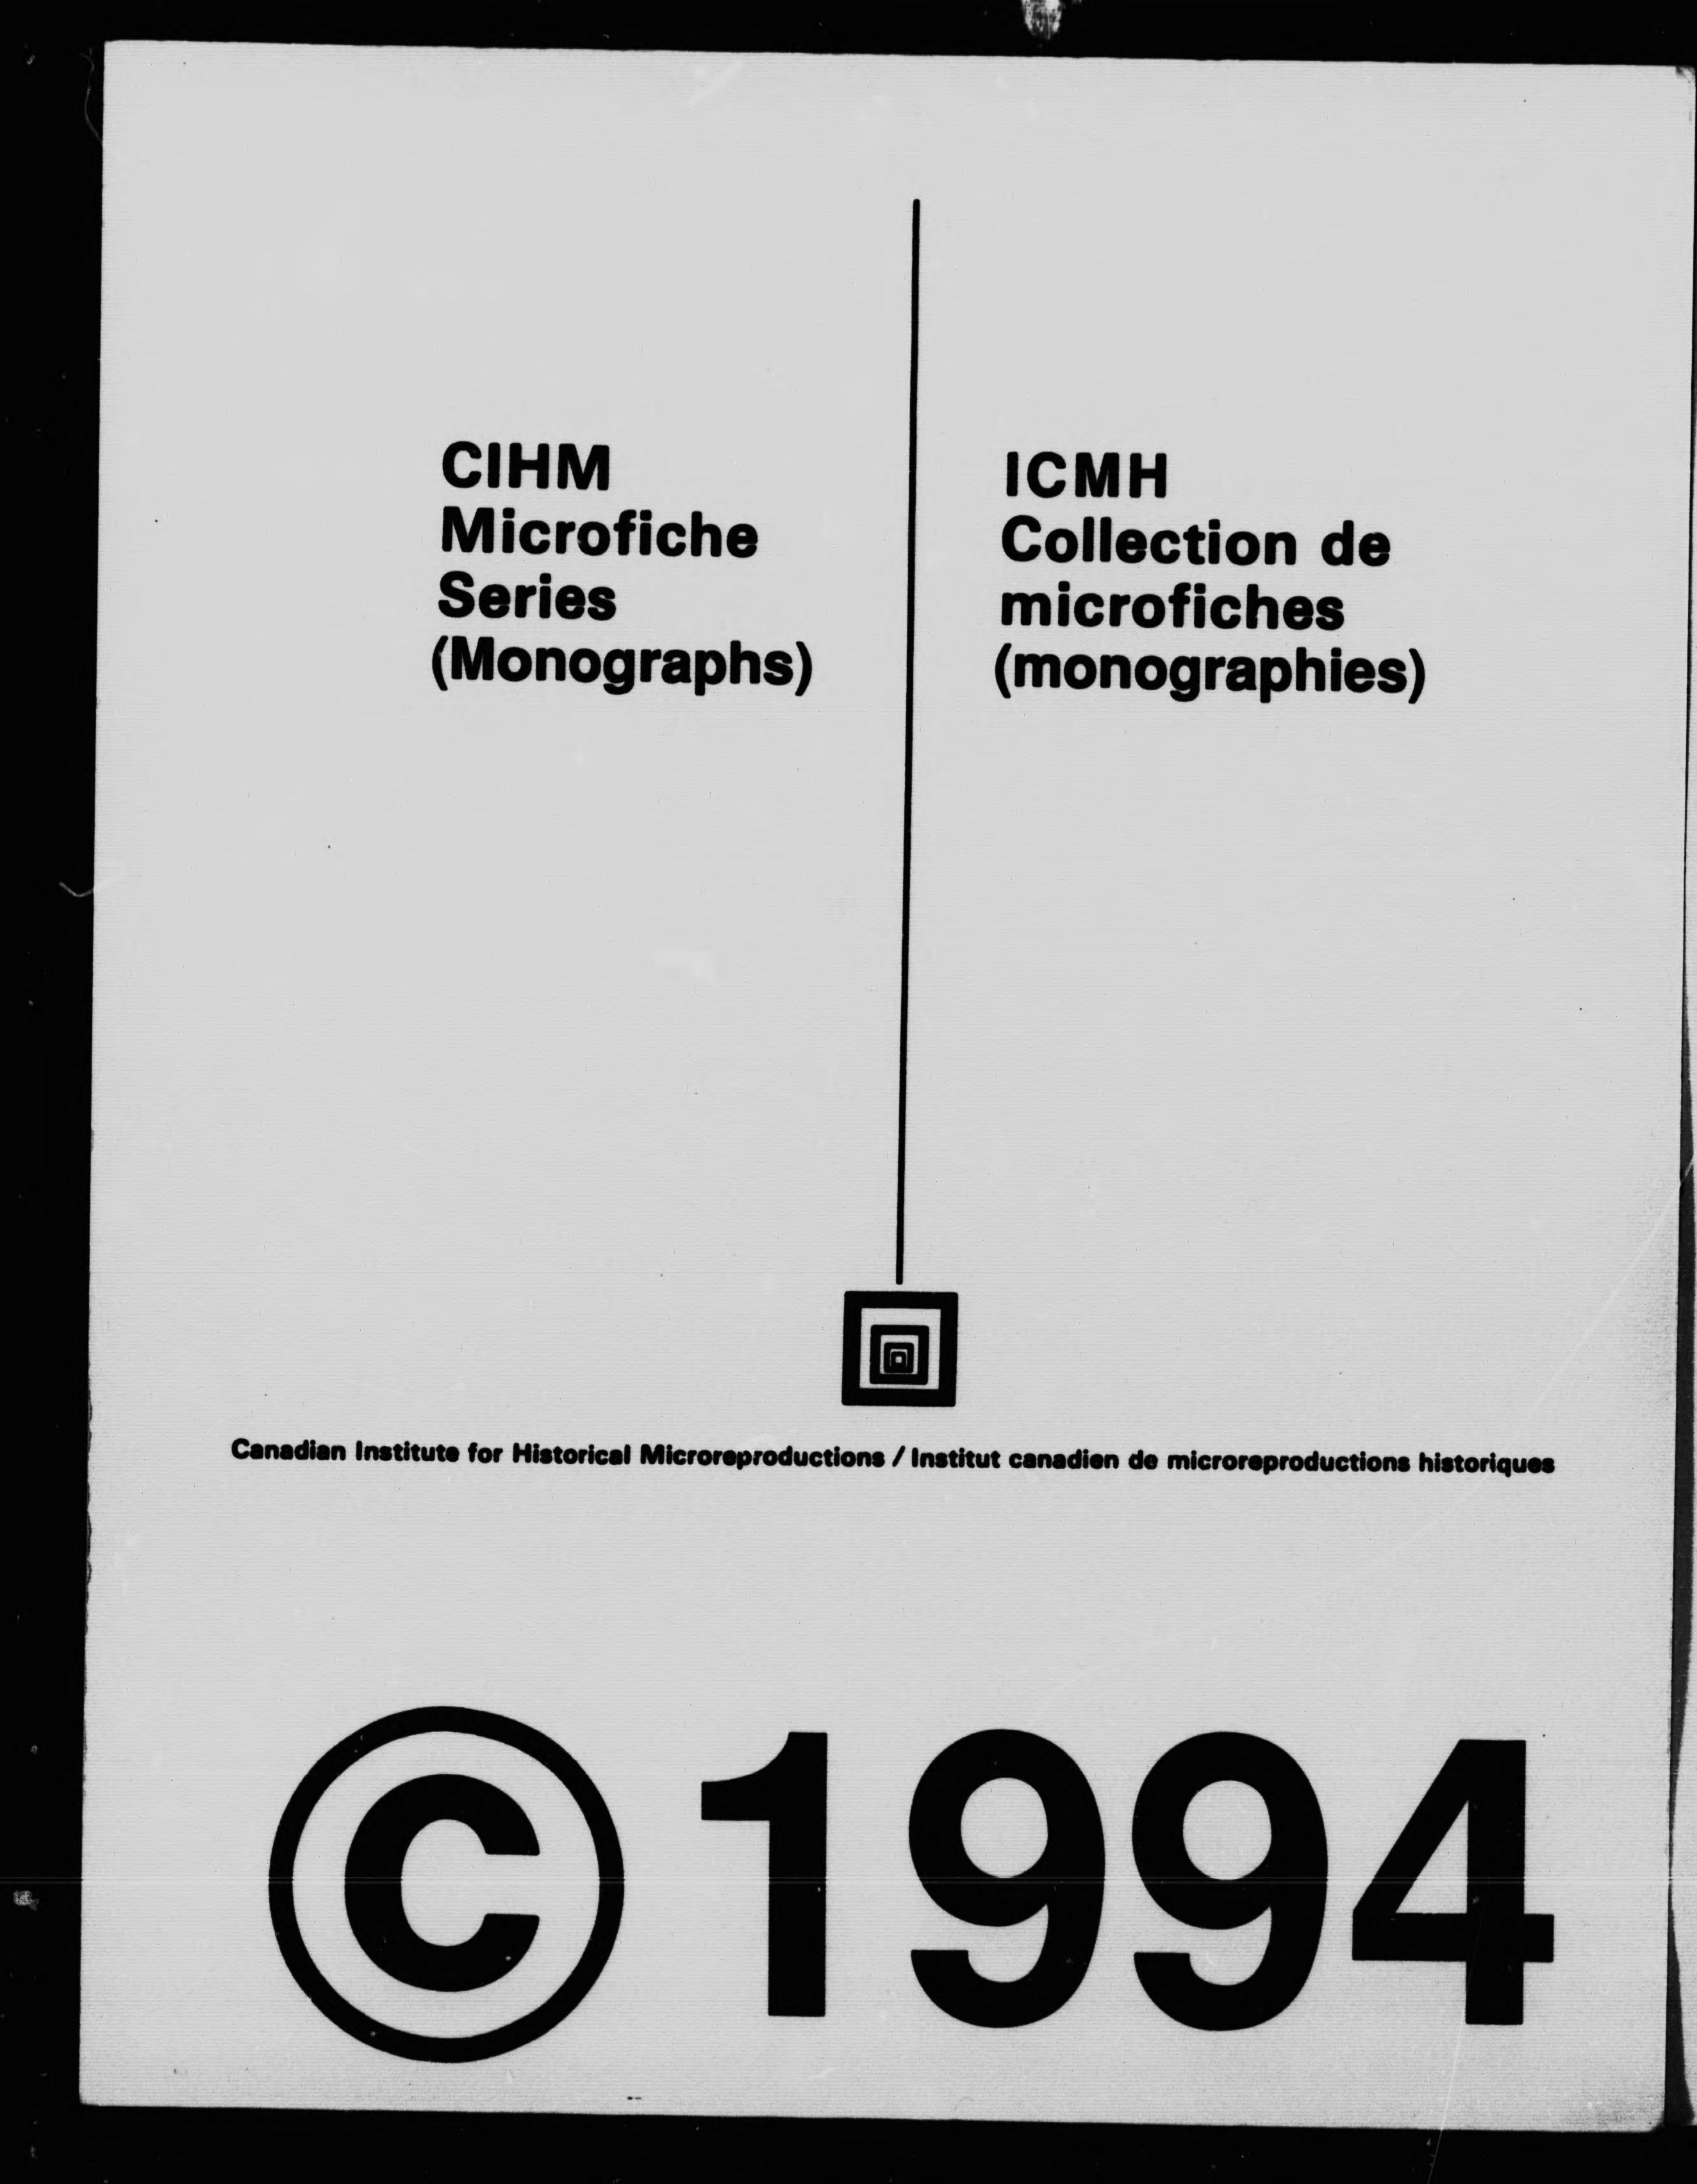 CIHM
Microfiche
Series
(Monographs)
ICMH
Collection de
microfiches
(monographies)
Canadian Institute for Historical Microreproductions / Institut canadien de microreproductions historiques
©1994